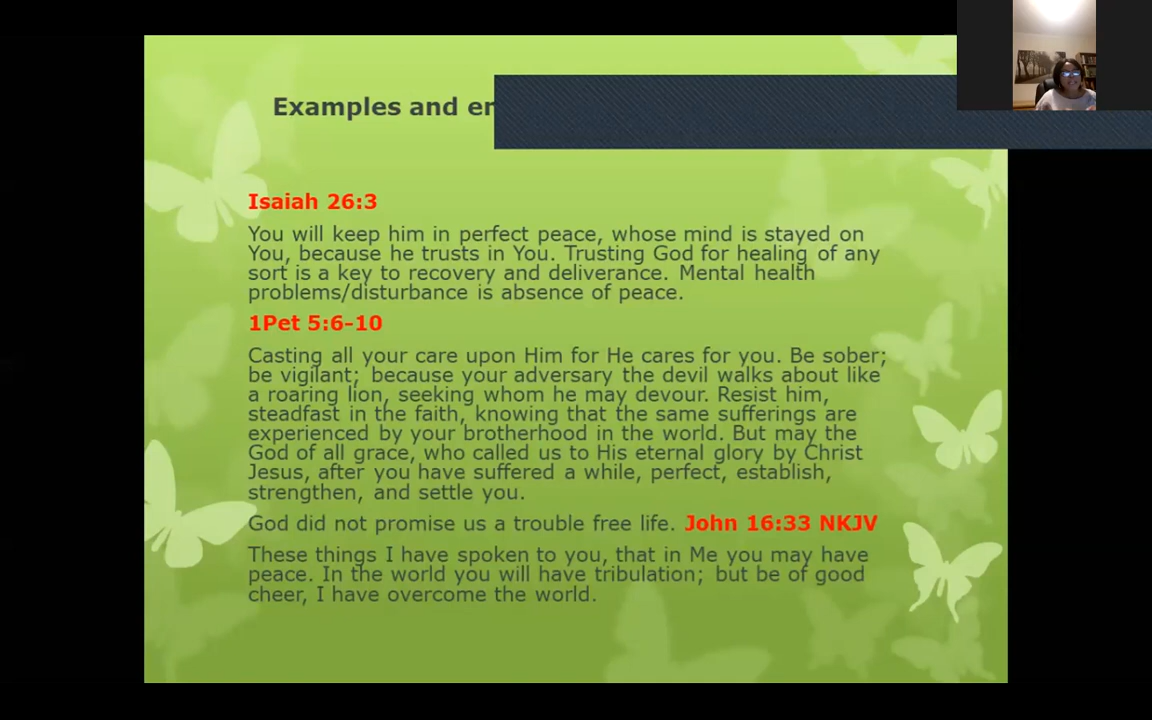 Examples and en
Isaiah 26:3
You will keep him in perfect peace, whose mind is stayed on
You, because he trusts in You. Trusting God for healing of any
sort is a key to recovery and deliverance. Mental health
problems/disturbance is absence of peace.
1Pet 5:6-10
Casting all your care upon Him for He cares for you. Be sober;
be vigilant; because your adversary the devil walks about like
a roaring lion, seeking whom he may devour. Resist him,
steadfast in the faith, knowing that the same sufferings are
experienced by your brotherhood in the world. But may the
God of all grace, who called us to His eternal glory by Christ
Jesus, after you have suffered a while, perfect, establish,
strengthen, and settle you.
God did not promise us a trouble free life. John 16:33 NKJV
These things I have spoken to you, that in Me you may have
peace. In the world you will have tribulation; but be of good
cheer, I have overcome the world.